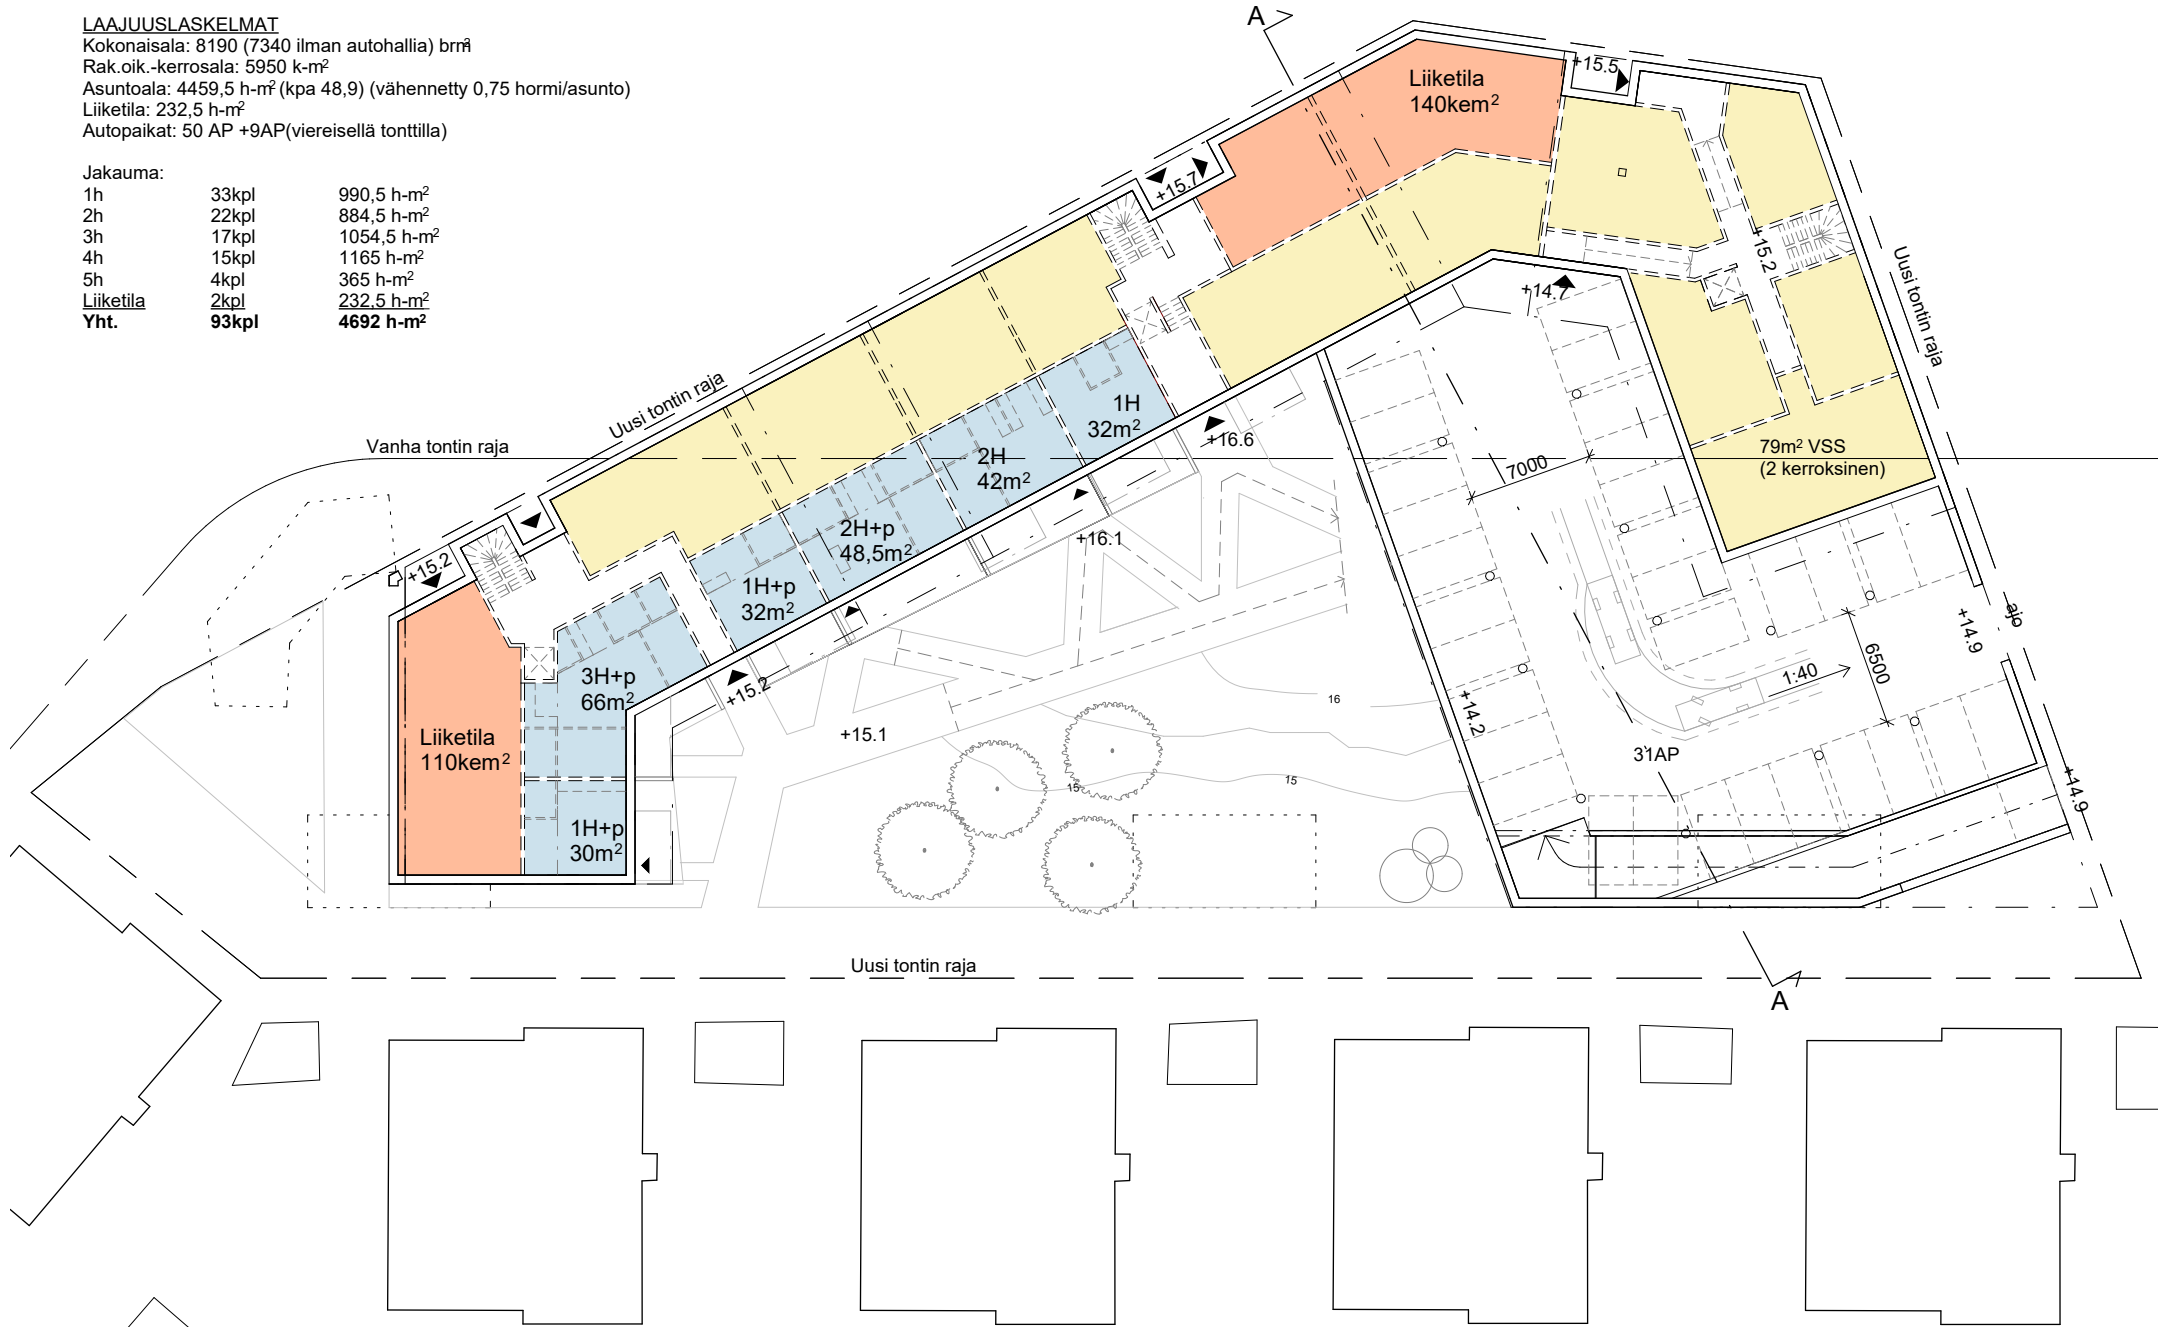 LAAJUUSLASKELMAT
Kokonaisala: 8190 (7340 ilman autohallia) brm²
Rak.oik.-kerrosala: 5950 k-m²
Asuntoala: 4459,5 h-m² (kpa 48,9) (vähennetty 0,75 hormi/asunto)
Liiketila: 232,5 h-m²
Autopaikat: 50 AP +9AP(viereisellä tonttilla)
Jakauma:
1h 33kpl 990,5 h-m²
2h 22kpl 884,5 h-m²
3h 17kpl 1054,5 h-m²
4h 15kpl 1165 h-m²
5h 4kpl 365 h-m²
Liiketila 2kpl 232,5 h-m²
Yht. 93kpl 4692 h-m²
A
Liiketila
140kem²
+15.5
+15.7
+15.2
Uusi tontin raja
+14.7
Uusi tontin raja
Vanha tontin raja
1H
32m²
+16.6
2H
42m²
79m² VSS
(2 kerroksinen)
7000
2H+p
48,5m²
+16.1
+15.2
1H+p
32m²
+14.9
ajo
6500
1:40
3H+p
66m²
+15.2
16
+14.2
+15.1
Liiketila
110kem²
31AP
15
15
+14.9
1H+p
30m²
Uusi tontin raja
A